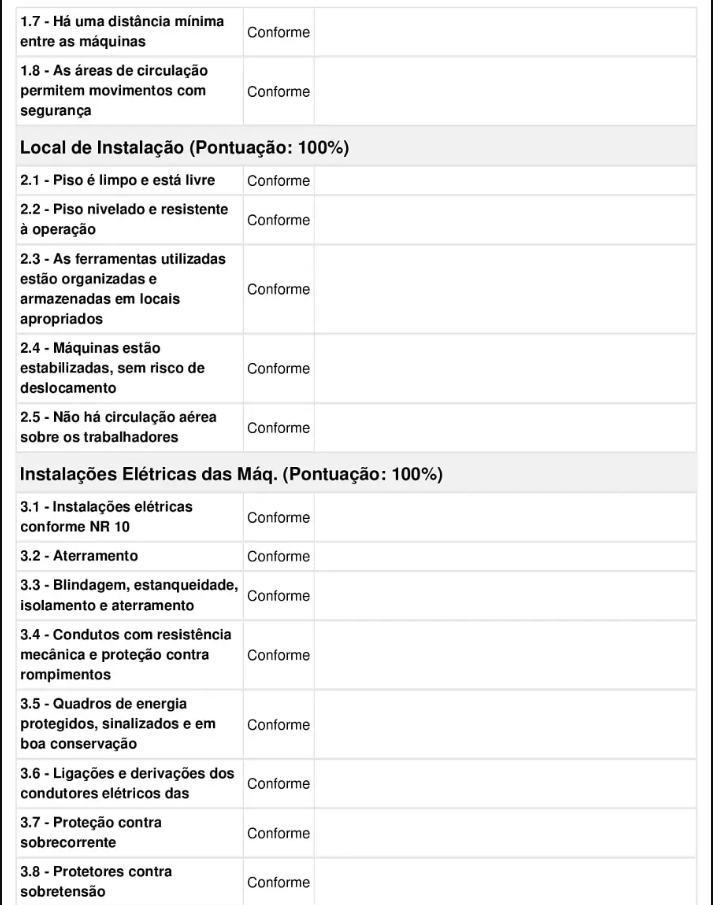 1.7 - Há uma distância mínima
entre as máquinas
Conforme
1.8 - As áreas de circulação
permitem movimentos com
segurança
Conforme
Local de Instalação (Pontuação: 100%)
2.1 - Piso é limpo e está livre
Conforme
2.2 - Piso nivelado e resistente
à operação
Conforme
2.3 - As ferramentas utilizadas
estão organizadas e
armazenadas em locais
apropriados
Conforme
2.4 - Máquinas estão
estabilizadas, sem risco de
deslocamento
Conforme
2.5 - Não há circulação aérea
sobre os trabalhadores
Conforme
Instalações Elétricas das Máq. (Pontuação: 100%)
3.1 - Instalações elétricas
conforme NR 10
Conforme
3.2 - Aterramento
Conforme
3.3 - Blindagem, estanqueidade,
isolamento e aterramento
Conforme
3.4 - Condutos com resistência
mecânica e proteção contra
rompimentos
Conforme
3.5 - Quadros de energia
protegidos, sinalizados e em
boa conservação
Conforme
3.6 - Ligações e derivações dos
condutores elétricos das
Conforme
3.7 - Proteção contra
sobrecorrente
Conforme
3.8 - Protetores contra
sobretensão
Conforme